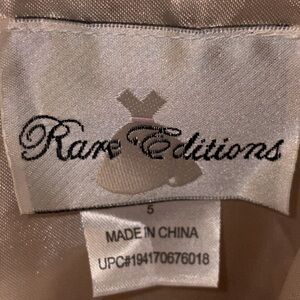 Rare Editions
5
MADE IN CHINA
UPC#194170676018